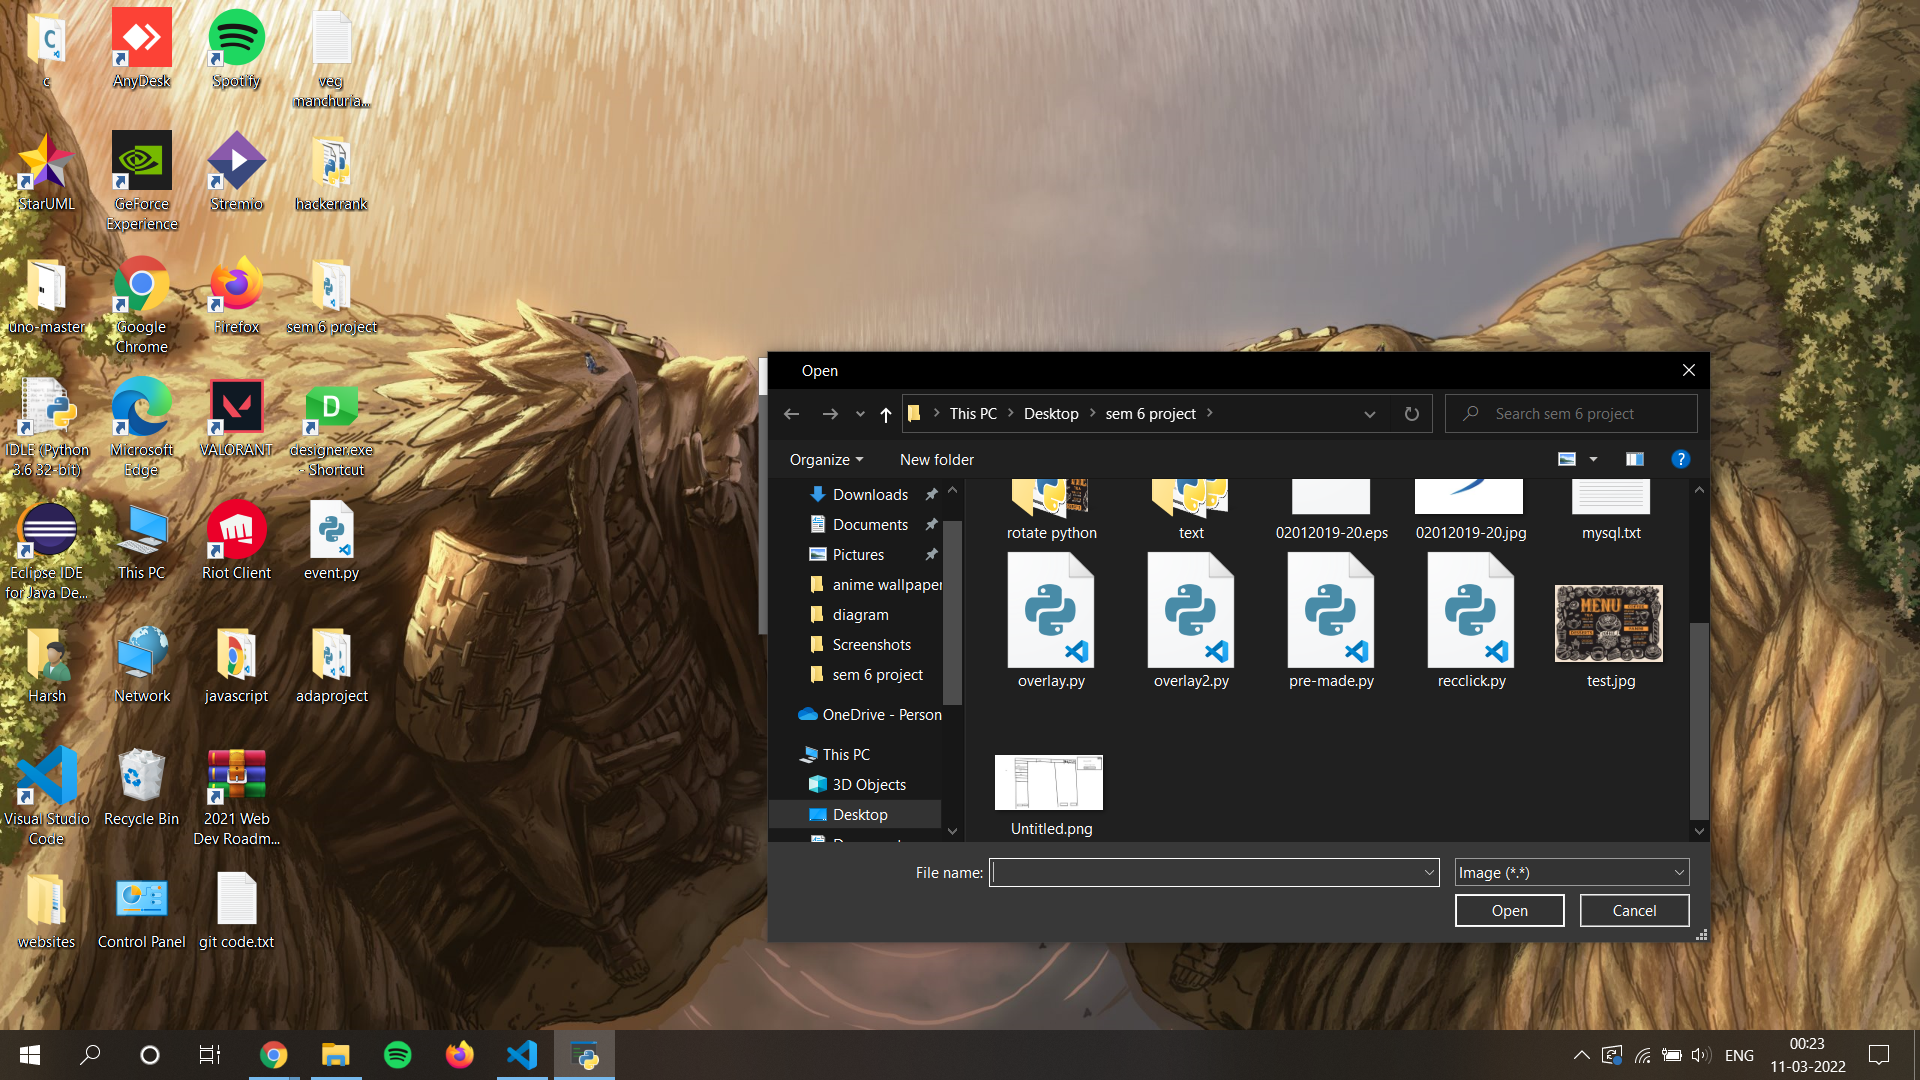 c
AnyDesk
Spotify
veg
manchuria...
StarUML
GeForce
Experience
Stremio
hackerrank
uno-master
Google
Chrome
Firefox
sem 6 project
IDLE (Python
3.6 32-bit)
Microsoft
Edge
VALORANT
designer.exe
- Shortcut
Eclipse IDE
for Java De...
This PC
Riot Client
event.py
Harsh
Network
javascript
adaproject
Visual Studio
Code
Recycle Bin
2021 Web
Dev Roadm...
websites
Control Panel
git code.txt
Open
This PC
Desktop
sem 6 project
Search sem 6 project
Organize
New folder
Downloads
Documents
Pictures
anime wallpaper
diagram
Screenshots
sem 6 project
OneDrive - Person
This PC
3D Objects
Desktop
rotate python
text
02012019-20.eps
02012019-20.jpg
mysql.txt
MENU
overlay.py
overlay2.py
pre-made.py
recclick.py
test.jpg
Untitled.png
File name:
Image (*.*)
Open
Cancel
ENG
00:23
11-03-2022